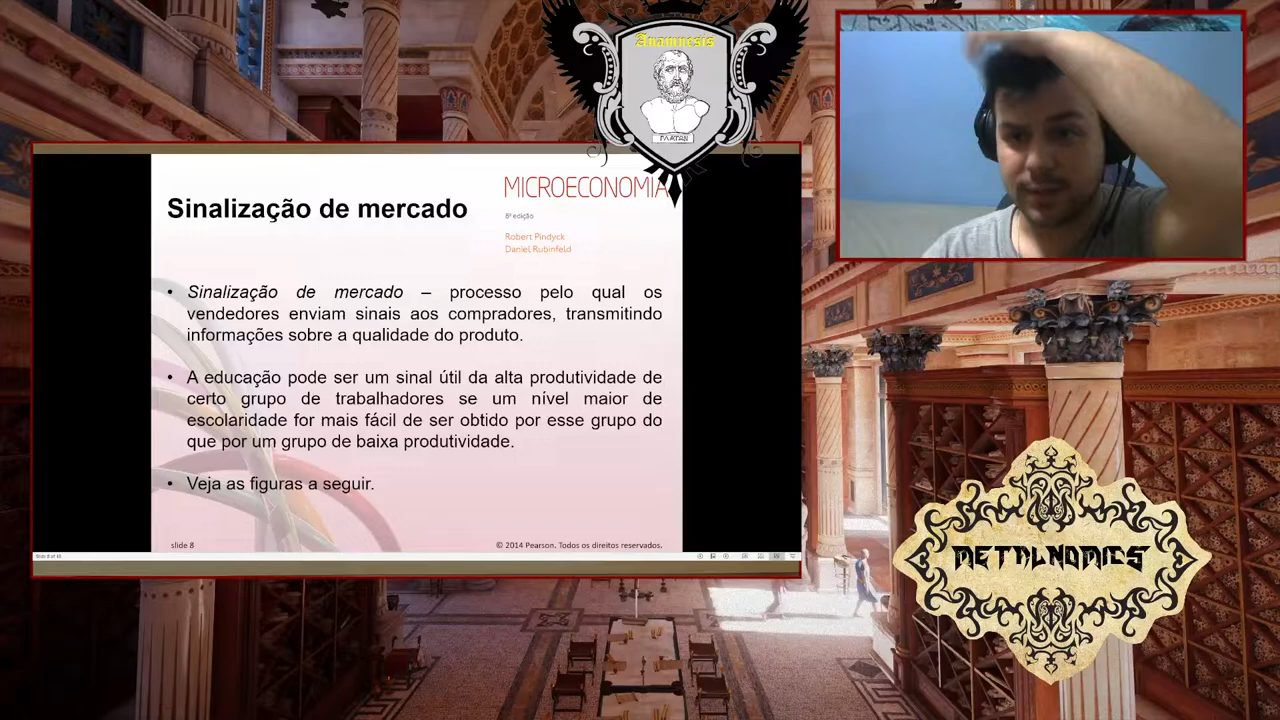 Anamnesis
PLATÃN
MICROECONOMIA
Sinalização de mercado
8ª edição
Robert Pindyck
Daniel Rubinfeld
• Sinalização de mercado – processo pelo qual os
vendedores enviam sinais aos compradores, transmitindo
informações sobre a qualidade do produto.
• A educação pode ser um sinal útil da alta produtividade de
certo grupo de trabalhadores se um nível maior de
escolaridade for mais fácil de ser obtido por esse grupo do
que por um grupo de baixa produtividade.
• Veja as figuras a seguir.
slide 8
© 2014 Pearson. Todos os direitos reservados.
METALNOMICS